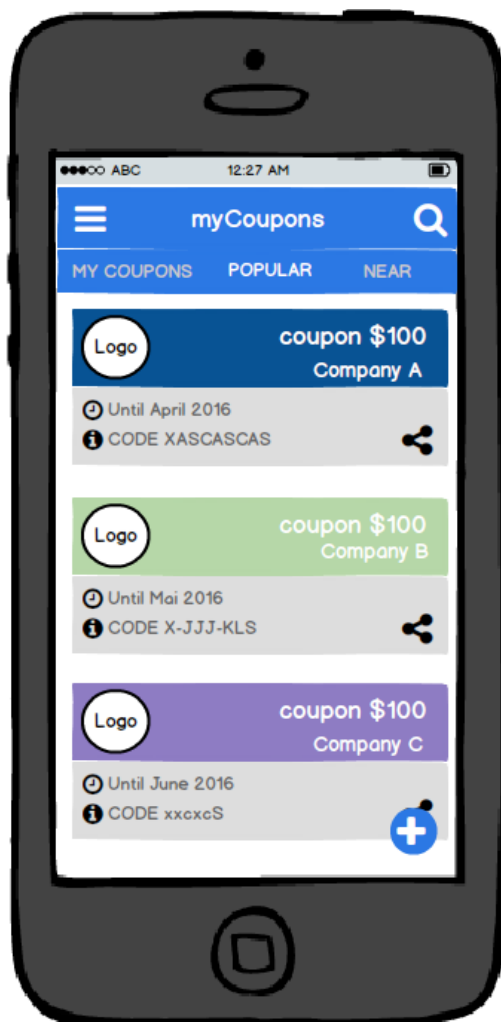 ABC 12:27 AM
myCoupons
MY COUPONS POPULAR NEAR
Logo
coupon $100
Company A
Until April 2016
CODE XASCASCAS
Logo
coupon $100
Company B
Until Mai 2016
CODE X-JJJ-KLS
Logo
coupon $100
Company C
Until June 2016
CODE xxcxcS